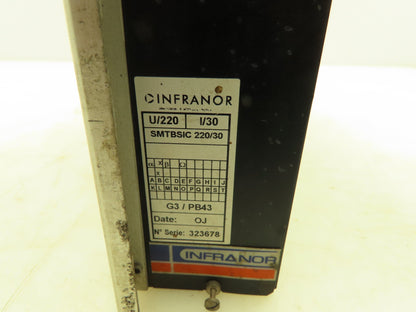 INFRANOR
U/220 I/30
SMTBSIC 220/30
α x β Ω
x
A B C D E F G H I J
K L M N O P Q R S T
G3 / PB43
Date: OJ
N° Serie: 323678
INFRANOR